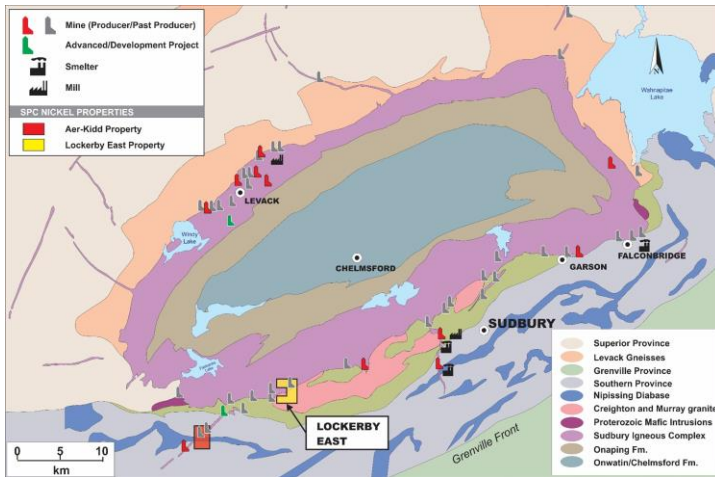 Mine (Producer/Past Producer)
Advanced/Development Project
Smelter
Mill
SPC NICKEL PROPERTIES
Aer-Kidd Property
Lockerby East Property
N
Wahnapitae
Lake
LEVACK
Windy
Lake
CHELMSFORD
FALCONBRIDGE
GARSON
SUDBURY
LOCKERBY
EAST
Grenville Front
10 5 0 10
km
Superior Province
Levack Gneisses
Grenville Province
Southern Province
Nipissing Diabase
Creighton and Murray granite
Proterozoic Mafic Intrusions
Sudbury Igneous Complex
Onaping Fm.
Onwatin/Chelmsford Fm.